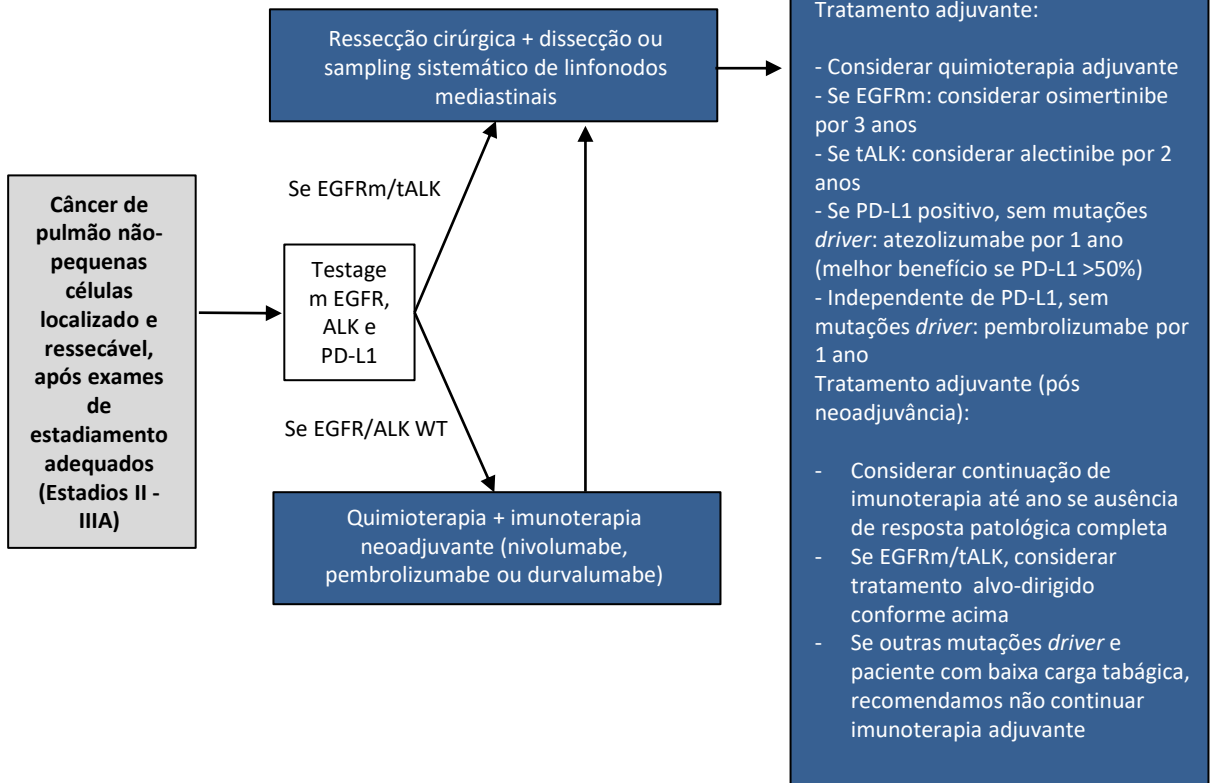 Câncer de
pulmão não-
pequenas
células
localizado e
ressecável,
após exames
de
estadiamento
adequados
(Estadios II -
IIIA)
Testage
m EGFR,
ALK e
PD-L1
Se EGFRm/tALK
Se EGFR/ALK WT
Ressecção cirúrgica + dissecção ou
sampling sistemático de linfonodos
mediastinais
Quimioterapia + imunoterapia
neoadjuvante (nivolumabe,
pembrolizumabe ou durvalumabe)
Tratamento adjuvante:
- Considerar quimioterapia adjuvante
- Se EGFRm: considerar osimertinibe
por 3 anos
- Se tALK: considerar alectinibe por 2
anos
- Se PD-L1 positivo, sem mutações
driver: atezolizumabe por 1 ano
(melhor benefício se PD-L1 >50%)
- Independente de PD-L1, sem
mutações driver: pembrolizumabe por
1 ano
Tratamento adjuvante (pós
neoadjuvância):
- Considerar continuação de
imunoterapia até ano se ausência
de resposta patológica completa
- Se EGFRm/tALK, considerar
tratamento alvo-dirigido
conforme acima
- Se outras mutações driver e
paciente com baixa carga tabágica,
recomendamos não continuar
imunoterapia adjuvante